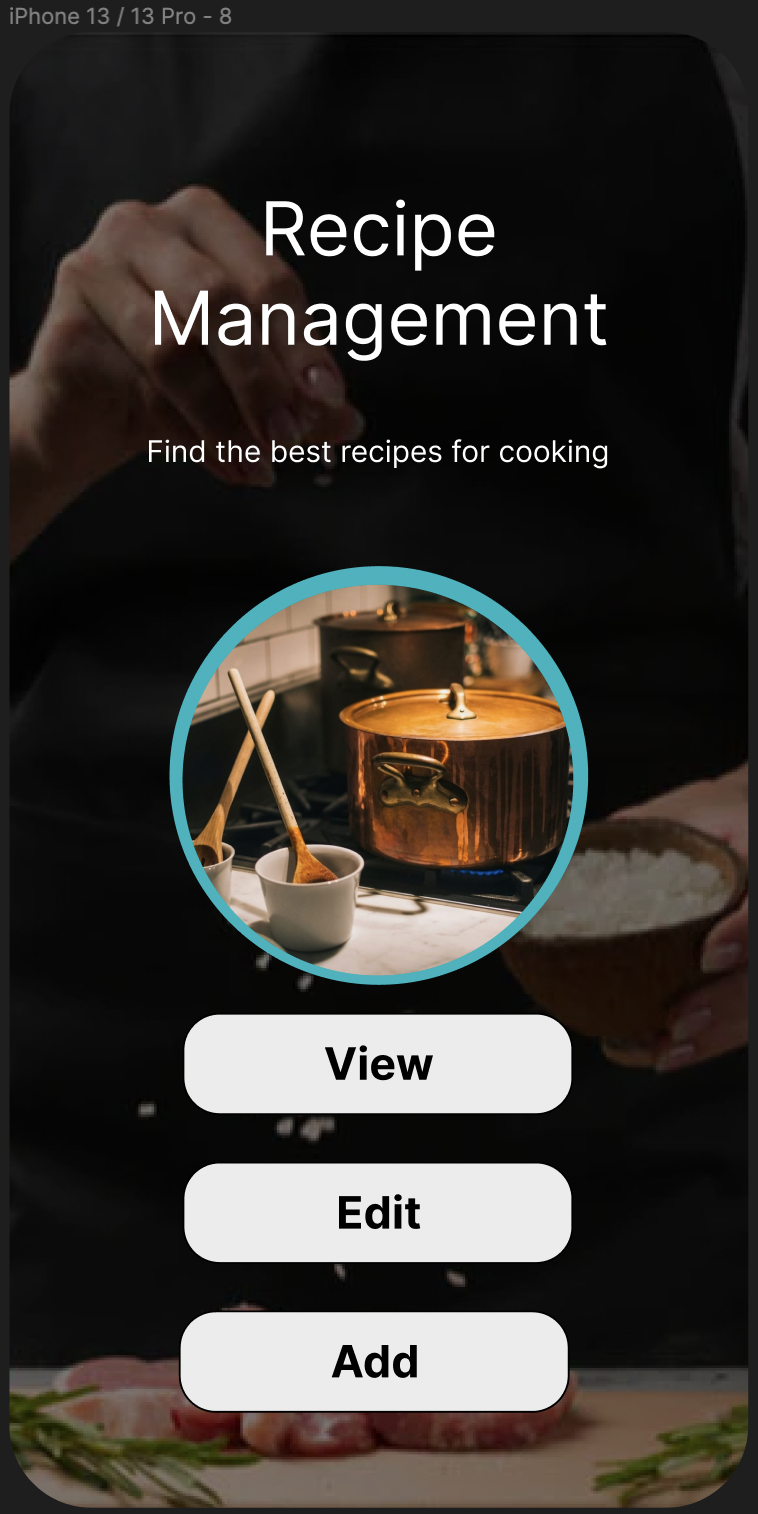 iPhone 13 / 13 Pro - 8
Recipe
Management
Find the best recipes for cooking
View
Edit
Add